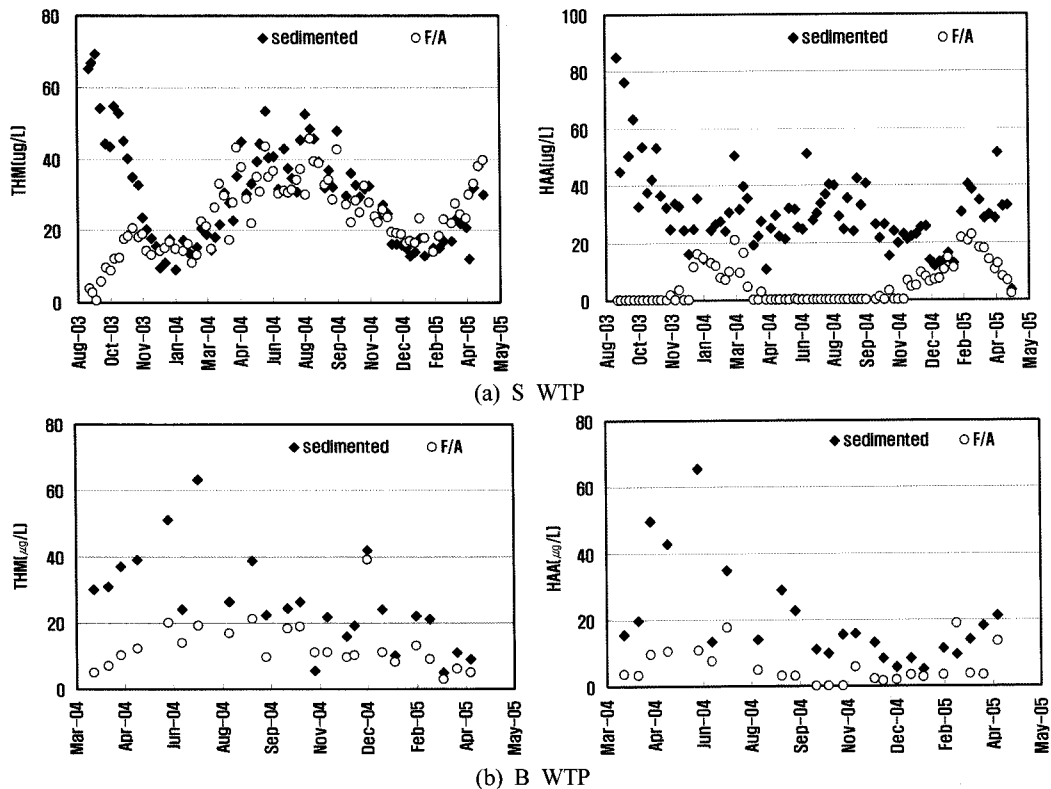 80
60
40
20
0
THM(ug/L)
◆ sedimented ○ F/A
Aug-03 Oct-03 Nov-03 Jan-04 Mar-04 Apr-04 Jun-04 Aug-04 Sep-04 Nov-04 Dec-04 Feb-05 Apr-05 May-05
100
80
60
40
20
0
HAA(ug/L)
◆ sedimented ○ F/A
Aug-03 Oct-03 Nov-03 Jan-04 Mar-04 Apr-04 Jun-04 Aug-04 Sep-04 Nov-04 Dec-04 Feb-05 Apr-05 May-05
(a) S WTP
80
60
40
20
0
THM(㎍/L)
◆ sedimented ○ F/A
Mar-04 Apr-04 Jun-04 Aug-04 Sep-04 Nov-04 Dec-04 Feb-05 Apr-05 May-05
80
60
40
20
0
HAA(㎍/L)
◆ sedimented ○ F/A
Mar-04 Apr-04 Jun-04 Aug-04 Sep-04 Nov-04 Dec-04 Feb-05 Apr-05 May-05
(b) B WTP